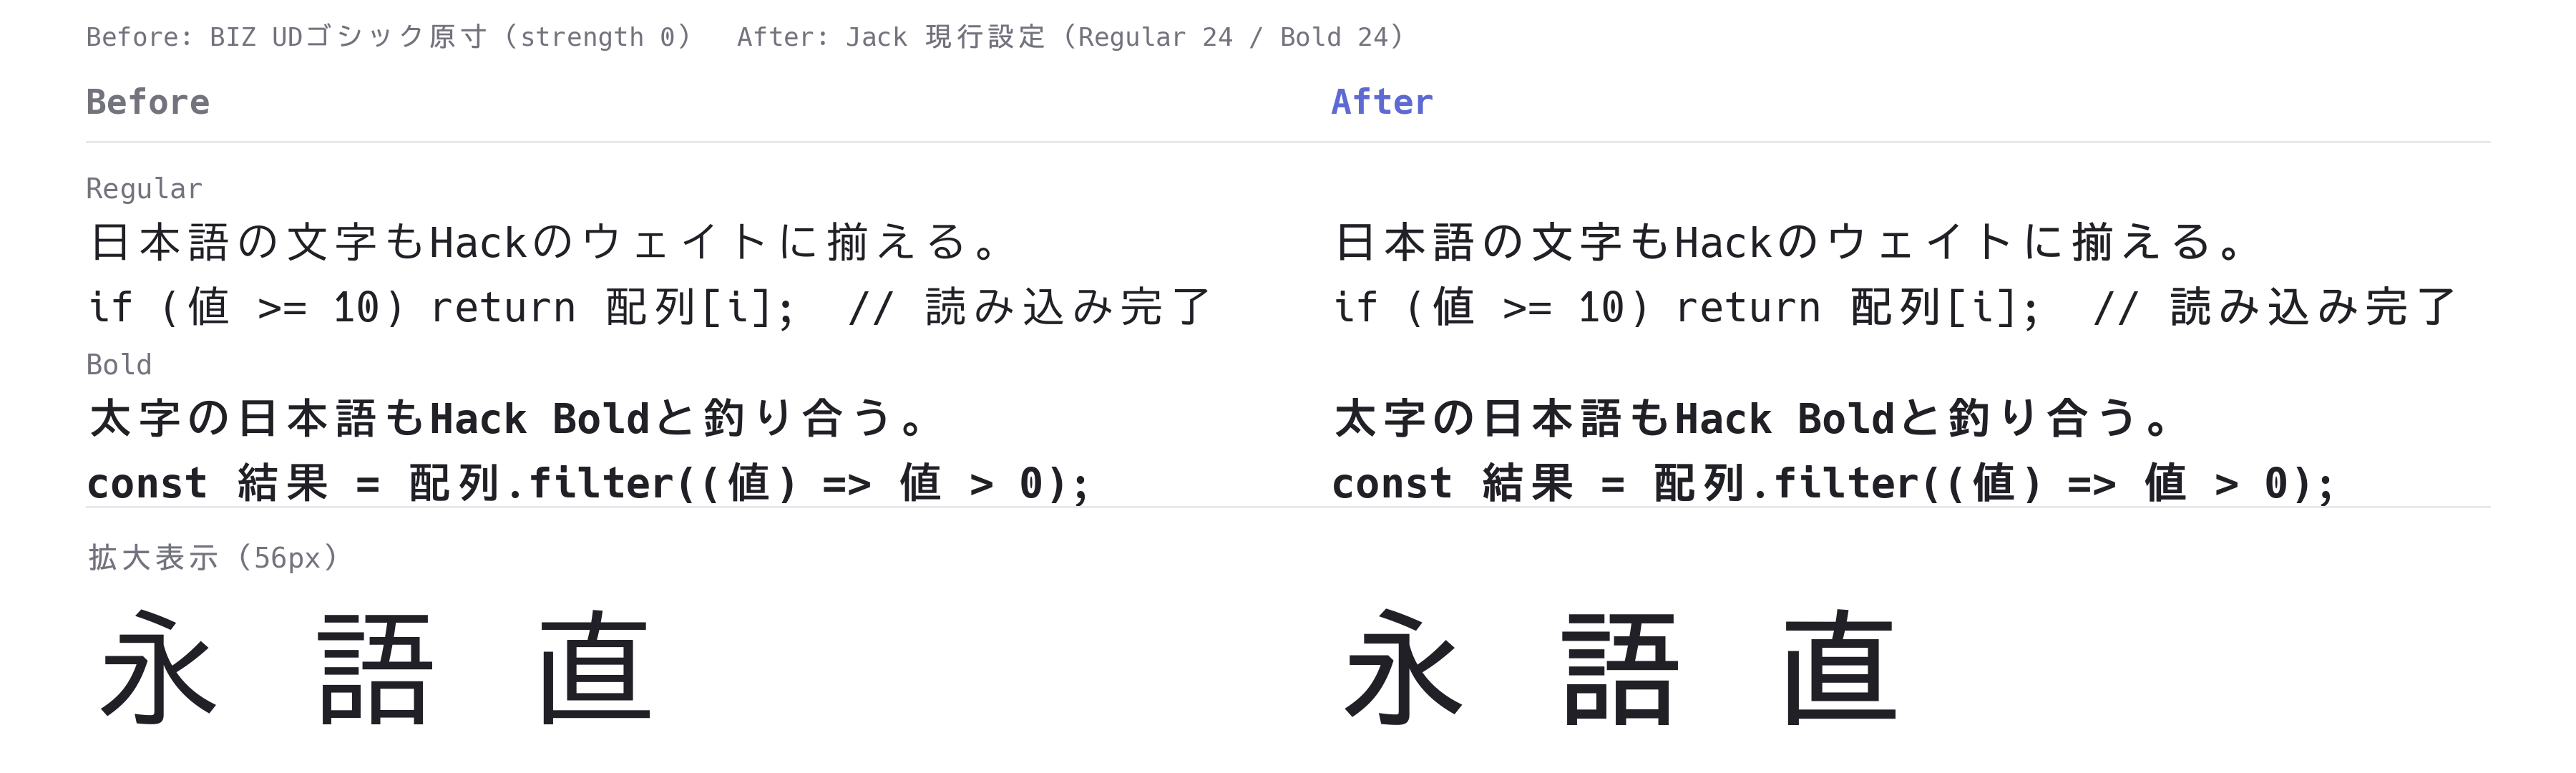 Before: BIZ UDゴシック原寸（strength 0）　After: Jack 現行設定（Regular 24 / Bold 24）
Before
After
Regular
日本語の文字もHackのウェイトに揃える。
日本語の文字もHackのウェイトに揃える。
if (値 >= 10) return 配列[i];  // 読み込み完了
if (値 >= 10) return 配列[i];  // 読み込み完了
Bold
太字の日本語もHack Boldと釣り合う。
太字の日本語もHack Boldと釣り合う。
const 結果 = 配列.filter((値) => 値 > 0);
const 結果 = 配列.filter((値) => 値 > 0);
拡大表示（56px）
永 語 直
永 語 直